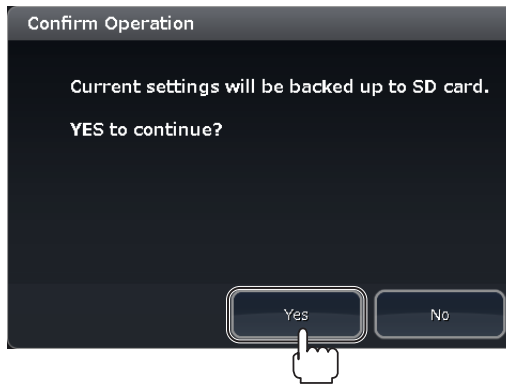 Confirm Operation
Current settings will be backed up to SD card.
YES to continue?
Yes No